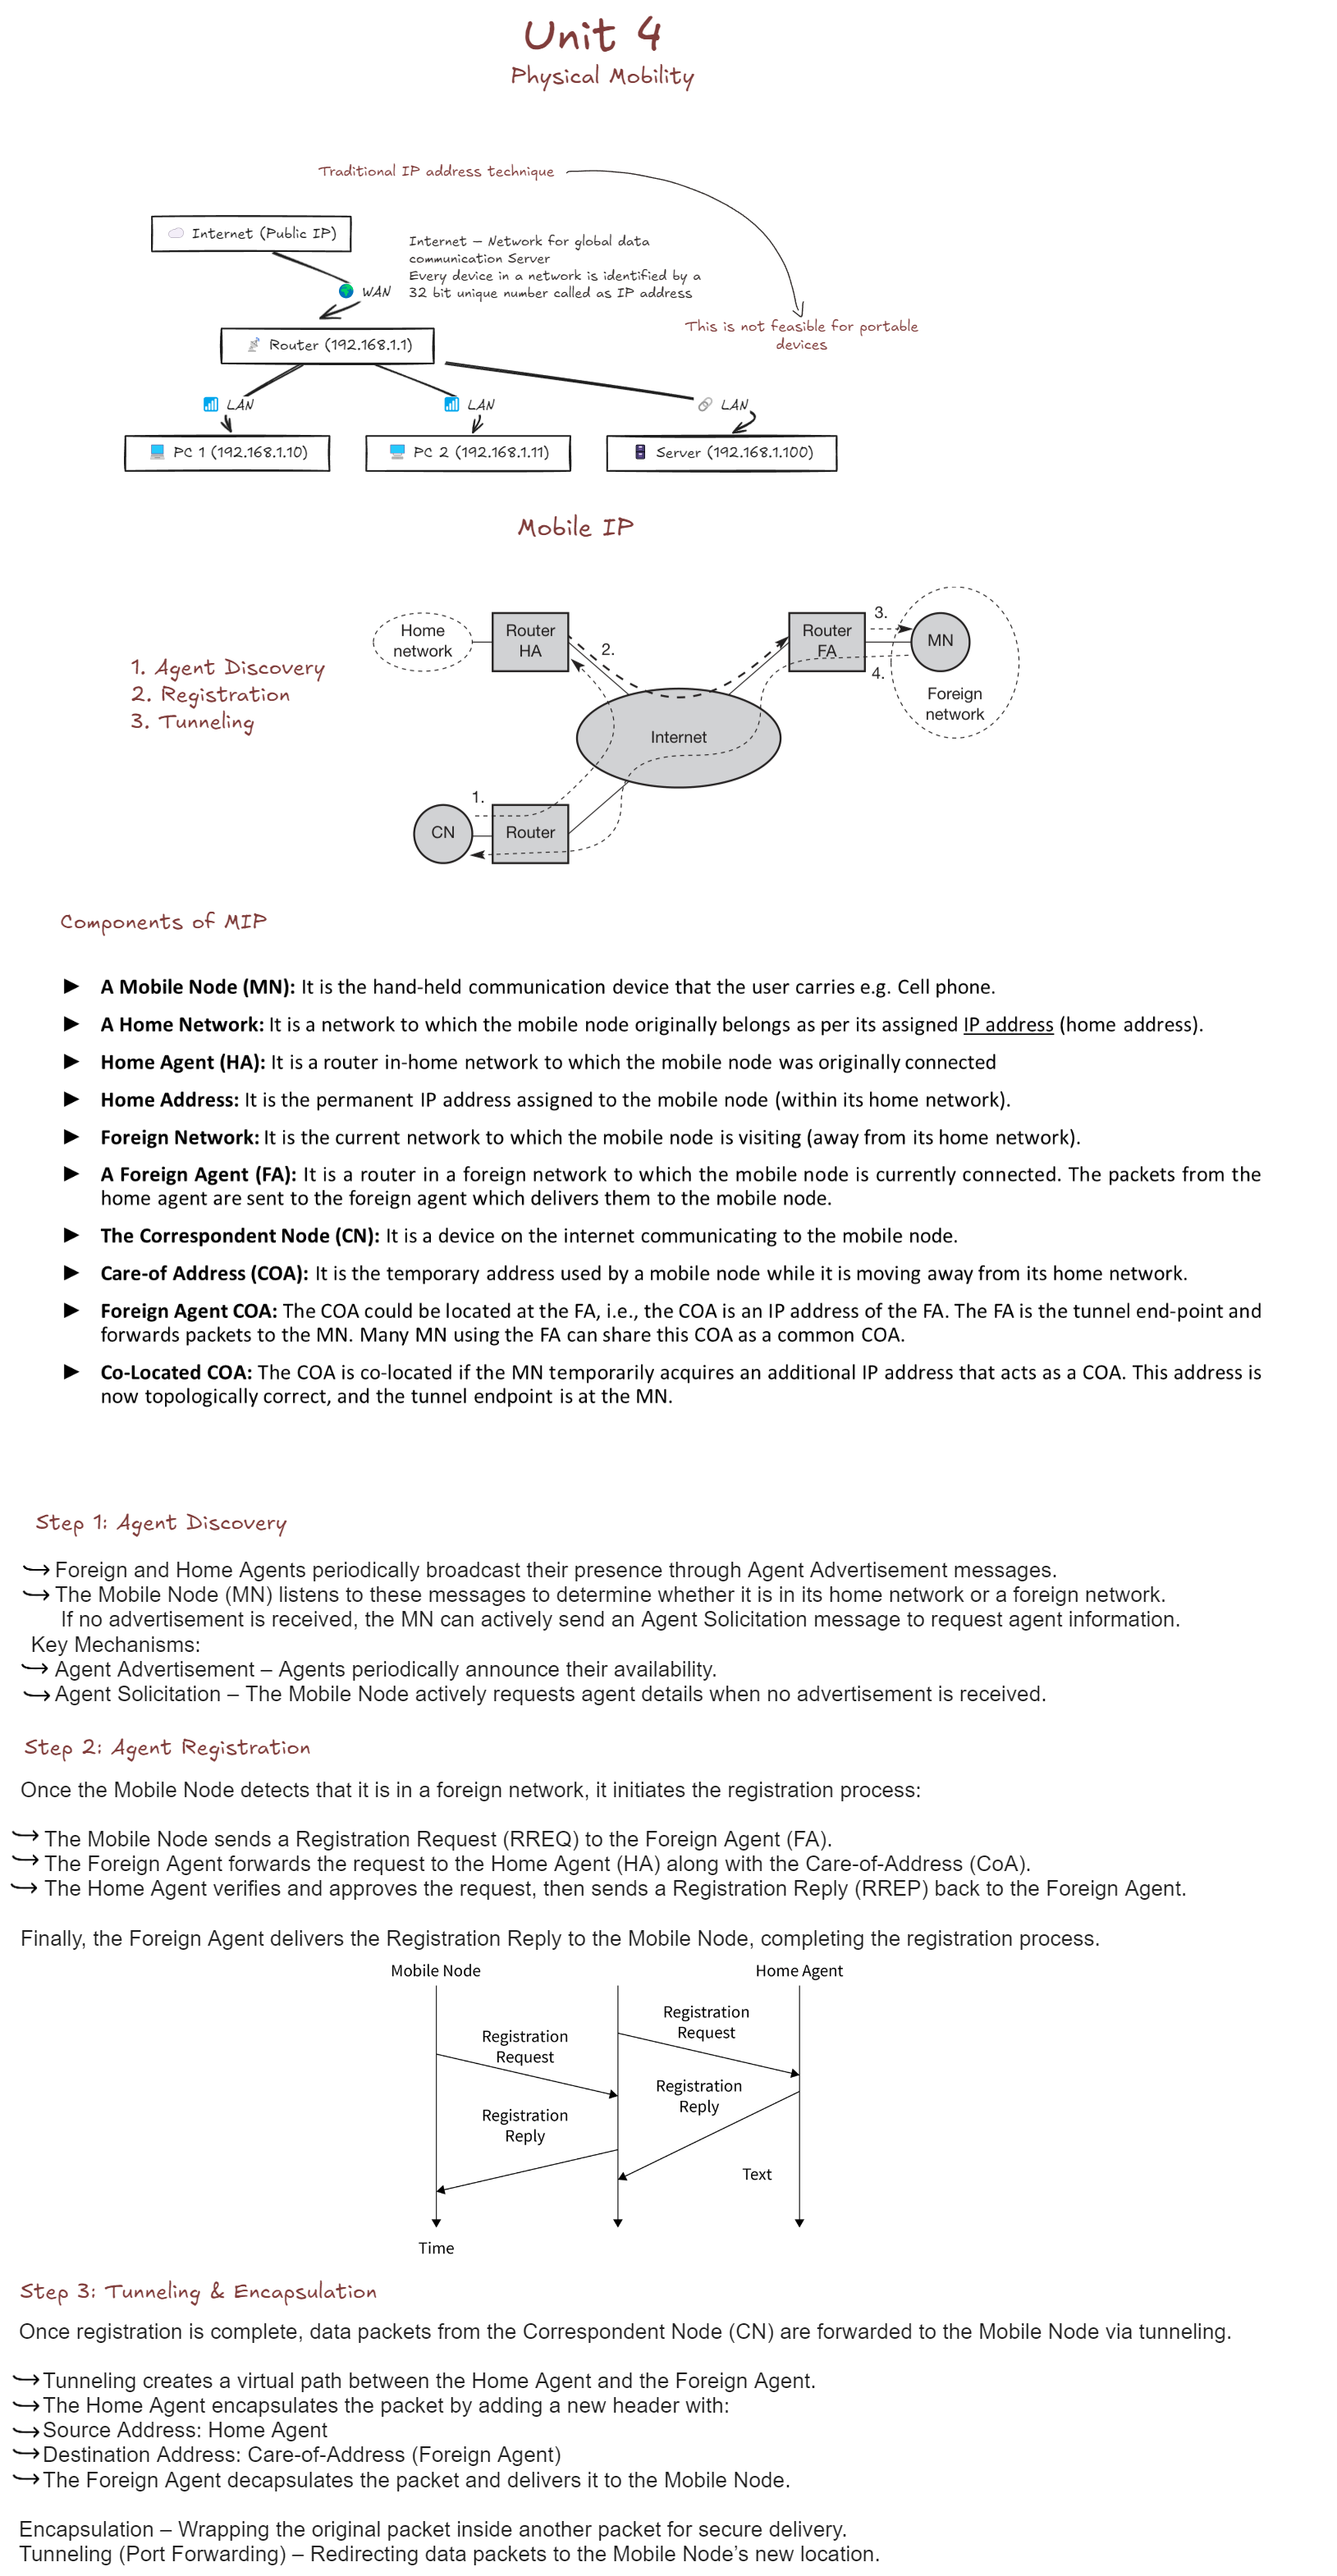 Unit 4
Physical Mobility
Traditional IP address technique
Internet (Public IP)
Internet – Network for global data
communication Server
Every device in a network is identified by a
32 bit unique number called as IP address
WAN
This is not feasible for portable
devices
Router (192.168.1.1)
LAN
LAN
LAN
PC 1 (192.168.1.10)
PC 2 (192.168.1.11)
Server (192.168.1.100)
Mobile IP
1. Agent Discovery
2. Registration
3. Tunneling
Home
network
Router
HA
2.
Router
FA
3.
MN
4.
Foreign
network
Internet
1.
CN
Router
Components of MIP
► A Mobile Node (MN): It is the hand-held communication device that the user carries e.g. Cell phone.
► A Home Network: It is a network to which the mobile node originally belongs as per its assigned IP address (home address).
► Home Agent (HA): It is a router in-home network to which the mobile node was originally connected
► Home Address: It is the permanent IP address assigned to the mobile node (within its home network).
► Foreign Network: It is the current network to which the mobile node is visiting (away from its home network).
► A Foreign Agent (FA): It is a router in a foreign network to which the mobile node is currently connected. The packets from the
home agent are sent to the foreign agent which delivers them to the mobile node.
► The Correspondent Node (CN): It is a device on the internet communicating to the mobile node.
► Care-of Address (COA): It is the temporary address used by a mobile node while it is moving away from its home network.
► Foreign Agent COA: The COA could be located at the FA, i.e., the COA is an IP address of the FA. The FA is the tunnel end-point and
forwards packets to the MN. Many MN using the FA can share this COA as a common COA.
► Co-Located COA: The COA is co-located if the MN temporarily acquires an additional IP address that acts as a COA. This address is
now topologically correct, and the tunnel endpoint is at the MN.
Step 1: Agent Discovery
Foreign and Home Agents periodically broadcast their presence through Agent Advertisement messages.
The Mobile Node (MN) listens to these messages to determine whether it is in its home network or a foreign network.
If no advertisement is received, the MN can actively send an Agent Solicitation message to request agent information.
Key Mechanisms:
Agent Advertisement – Agents periodically announce their availability.
Agent Solicitation – The Mobile Node actively requests agent details when no advertisement is received.
Step 2: Agent Registration
Once the Mobile Node detects that it is in a foreign network, it initiates the registration process:
The Mobile Node sends a Registration Request (RREQ) to the Foreign Agent (FA).
The Foreign Agent forwards the request to the Home Agent (HA) along with the Care-of-Address (CoA).
The Home Agent verifies and approves the request, then sends a Registration Reply (RREP) back to the Foreign Agent.
Finally, the Foreign Agent delivers the Registration Reply to the Mobile Node, completing the registration process.
Mobile Node
Home Agent
Registration
Request
Registration
Request
Registration
Reply
Registration
Reply
Text
Time
Step 3: Tunneling & Encapsulation
Once registration is complete, data packets from the Correspondent Node (CN) are forwarded to the Mobile Node via tunneling.
Tunneling creates a virtual path between the Home Agent and the Foreign Agent.
The Home Agent encapsulates the packet by adding a new header with:
Source Address: Home Agent
Destination Address: Care-of-Address (Foreign Agent)
The Foreign Agent decapsulates the packet and delivers it to the Mobile Node.
Encapsulation – Wrapping the original packet inside another packet for secure delivery.
Tunneling (Port Forwarding) – Redirecting data packets to the Mobile Node's new location.